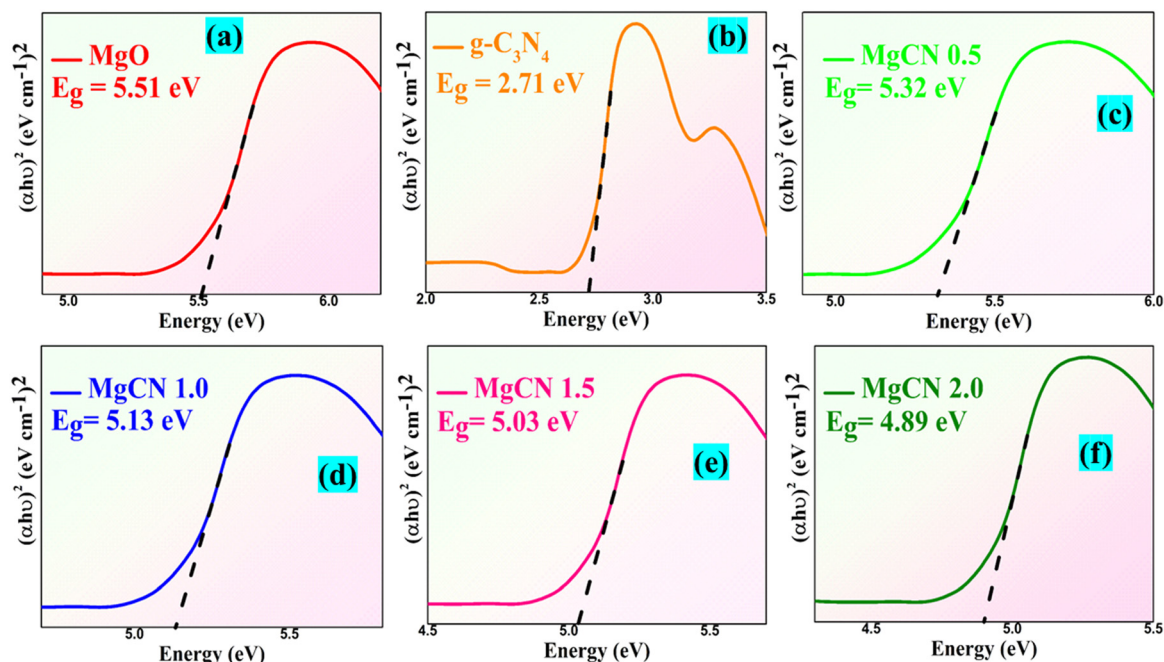 (αhυ)² (eV cm⁻¹)²
(a)
— MgO
Eg = 5.51 eV
5.0 5.5 6.0
Energy (eV)
(αhυ)² (eV cm⁻¹)²
(b)
— g-C₃N₄
Eg = 2.71 eV
2.0 2.5 3.0 3.5
Energy (eV)
(αhυ)² (eV cm⁻¹)²
— MgCN 0.5
Eg= 5.32 eV
(c)
5.0 5.5 6.0
Energy (eV)
(αhυ)² (eV cm⁻¹)²
— MgCN 1.0
Eg= 5.13 eV
(d)
5.0 5.5
Energy (eV)
(αhυ)² (eV cm⁻¹)²
— MgCN 1.5
Eg= 5.03 eV
(e)
4.5 5.0 5.5
Energy (eV)
(αhυ)² (eV cm⁻¹)²
— MgCN 2.0
Eg= 4.89 eV
(f)
4.5 5.0 5.5
Energy (eV)